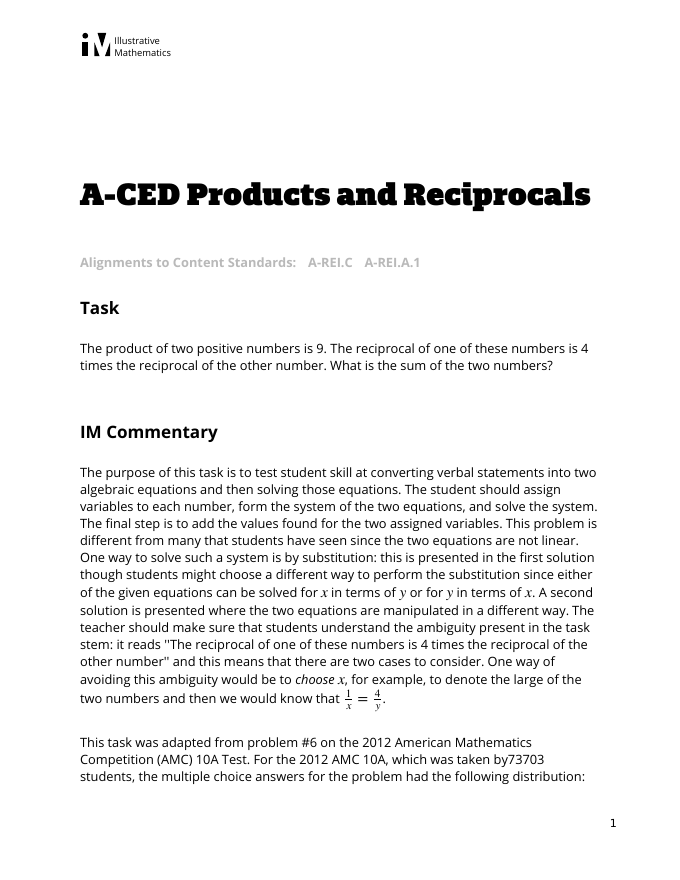 Illustrative
Mathematics
A-CED Products and Reciprocals
Alignments to Content Standards: A-REI.C A-REI.A.1
Task
The product of two positive numbers is 9. The reciprocal of one of these numbers is 4
times the reciprocal of the other number. What is the sum of the two numbers?
IM Commentary
The purpose of this task is to test student skill at converting verbal statements into two
algebraic equations and then solving those equations. The student should assign
variables to each number, form the system of the two equations, and solve the system.
The final step is to add the values found for the two assigned variables. This problem is
different from many that students have seen since the two equations are not linear.
One way to solve such a system is by substitution: this is presented in the first solution
though students might choose a different way to perform the substitution since either
of the given equations can be solved for x in terms of y or for y in terms of x. A second
solution is presented where the two equations are manipulated in a different way. The
teacher should make sure that students understand the ambiguity present in the task
stem: it reads "The reciprocal of one of these numbers is 4 times the reciprocal of the
other number" and this means that there are two cases to consider. One way of
avoiding this ambiguity would be to choose x, for example, to denote the large of the
two numbers and then we would know that 1/x = 4/y.
This task was adapted from problem #6 on the 2012 American Mathematics
Competition (AMC) 10A Test. For the 2012 AMC 10A, which was taken by73703
students, the multiple choice answers for the problem had the following distribution:
1